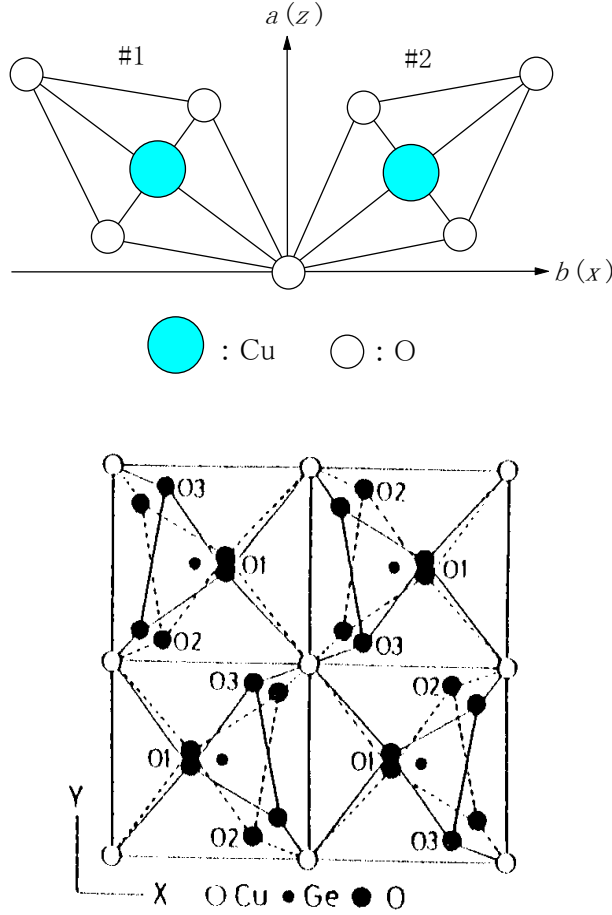 a(z)
#1 #2
b(x)
: Cu : O
O3 O2
O1 O1
O2 O3
O3 O2
O1 O1
O2 O3
Y
X Cu Ge O